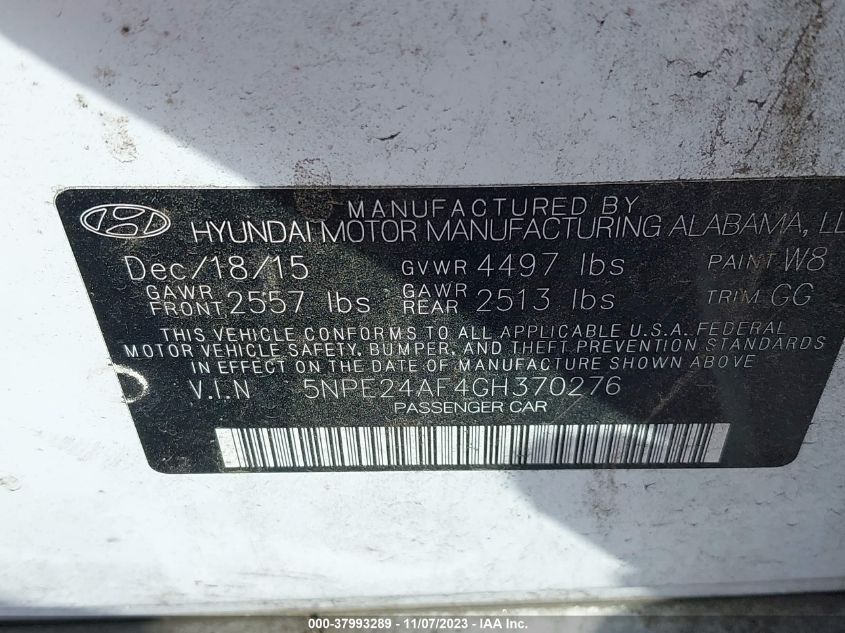 MANUFACTURED BY
HYUNDAI MOTOR MANUFACTURING ALABAMA, LL
Dec/18/15 GVWR 4497 lbs PAINT W8
GAWR FRONT 2557 lbs GAWR REAR 2513 lbs TRIM GG
THIS VEHICLE CONFORMS TO ALL APPLICABLE U.S.A. FEDERAL
MOTOR VEHICLE SAFETY, BUMPER, AND THEFT PREVENTION STANDARDS
IN EFFECT ON THE DATE OF MANUFACTURE SHOWN ABOVE
V.I.N 5NPE24AF4GH370276
PASSENGER CAR
000-37993289 - 11/07/2023 - IAAI Inc.